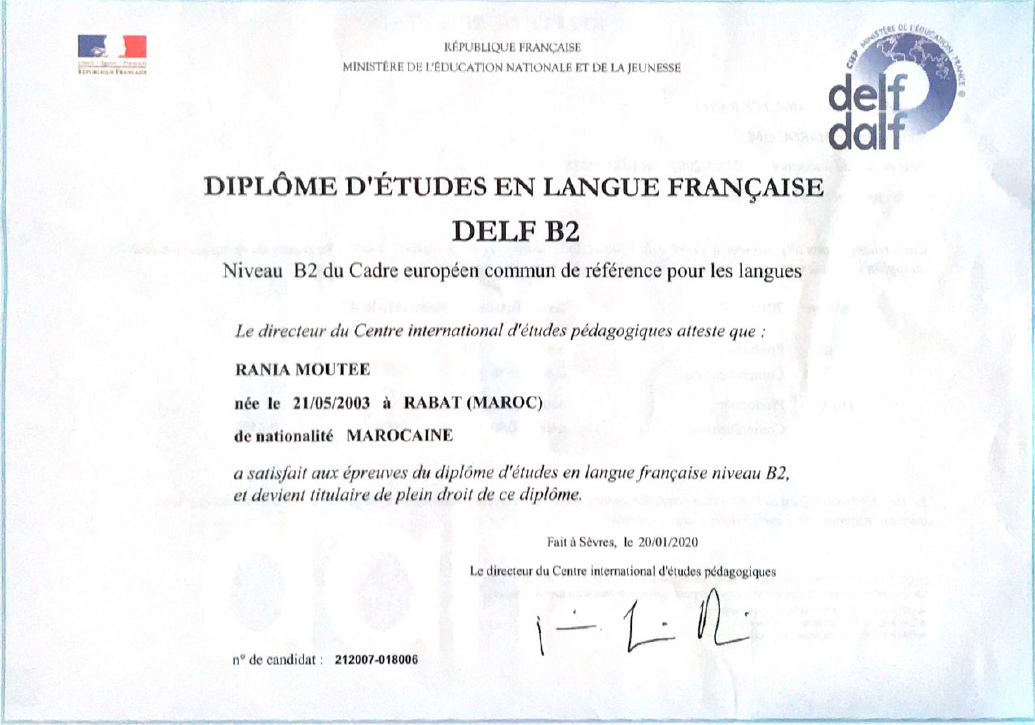 RÉPUBLIQUE FRANÇAISE
MINISTÈRE DE L'ÉDUCATION NATIONALE ET DE LA JEUNESSE
RÉPUBLIQUE FRANÇAISE
CIEP MINISTÈRE DE L'ÉDUCATION FRANCE ®
delf
dalf
DIPLÔME D'ÉTUDES EN LANGUE FRANÇAISE
DELF B2
Niveau B2 du Cadre européen commun de référence pour les langues
Le directeur du Centre international d'études pédagogiques atteste que :
RANIA MOUTEE
née le 21/05/2003 à RABAT (MAROC)
de nationalité MAROCAINE
a satisfait aux épreuves du diplôme d'études en langue française niveau B2,
et devient titulaire de plein droit de ce diplôme.
Fait à Sèvres, le 20/01/2020
Le directeur du Centre international d'études pédagogiques
n° de candidat : 212007-018006